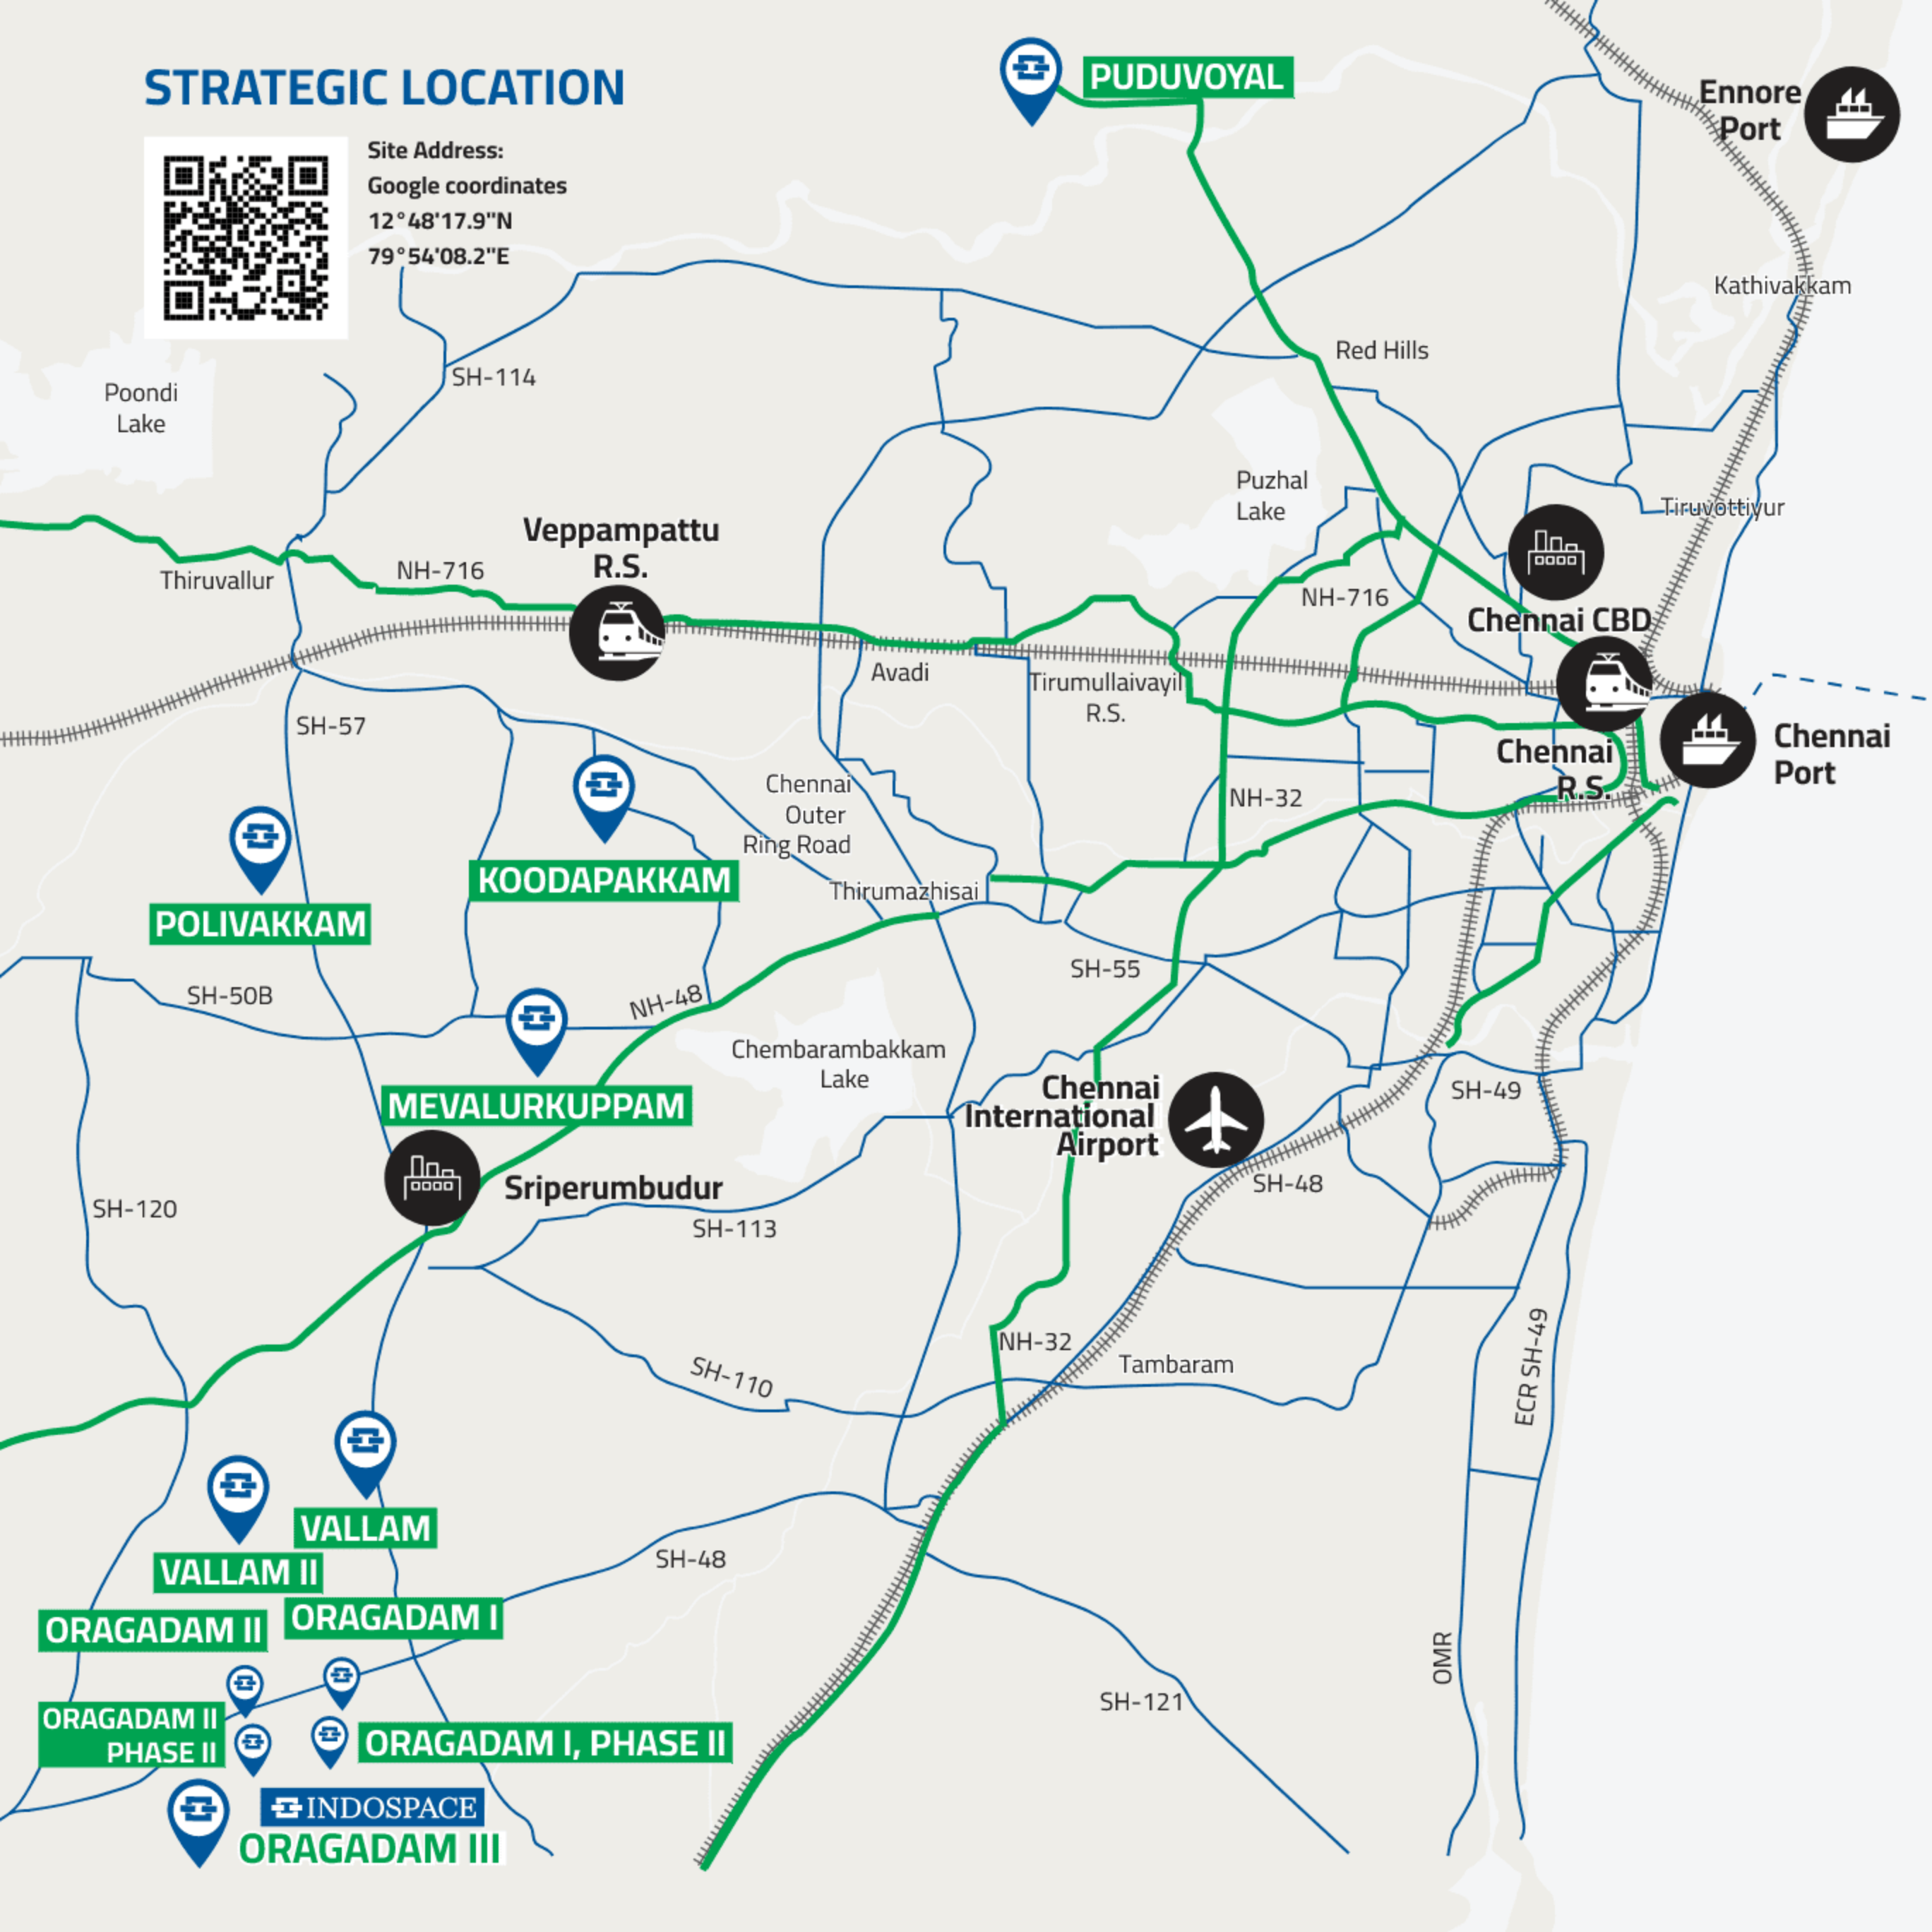 STRATEGIC LOCATION
Site Address:
Google coordinates
12°48'17.9"N
79°54'08.2"E
PUDUVOYAL
Ennore
Port
Kathivakkam
Red Hills
SH-114
Poondi
Lake
Puzhal
Lake
Tiruvottiyur
Veppampattu
R.S.
NH-716
Thiruvallur
NH-716
Chennai CBD
Avadi
Tirumullaivayil
R.S.
SH-57
Chennai
R.S.
Chennai
Port
Chennai
Outer
Ring Road
NH-32
KOODAPAKKAM
POLIVAKKAM
Thirumazhisai
SH-55
SH-50B
NH-48
Chembarambakkam
Lake
MEVALURKUPPAM
Chennai
International
Airport
SH-49
SH-48
Sriperumbudur
SH-120
SH-113
NH-32
Tambaram
SH-110
ECR SH-49
VALLAM
VALLAM II
SH-48
ORAGADAM I
ORAGADAM II
OMR
SH-121
ORAGADAM II
PHASE II
ORAGADAM I, PHASE II
INDOSPACE
ORAGADAM III